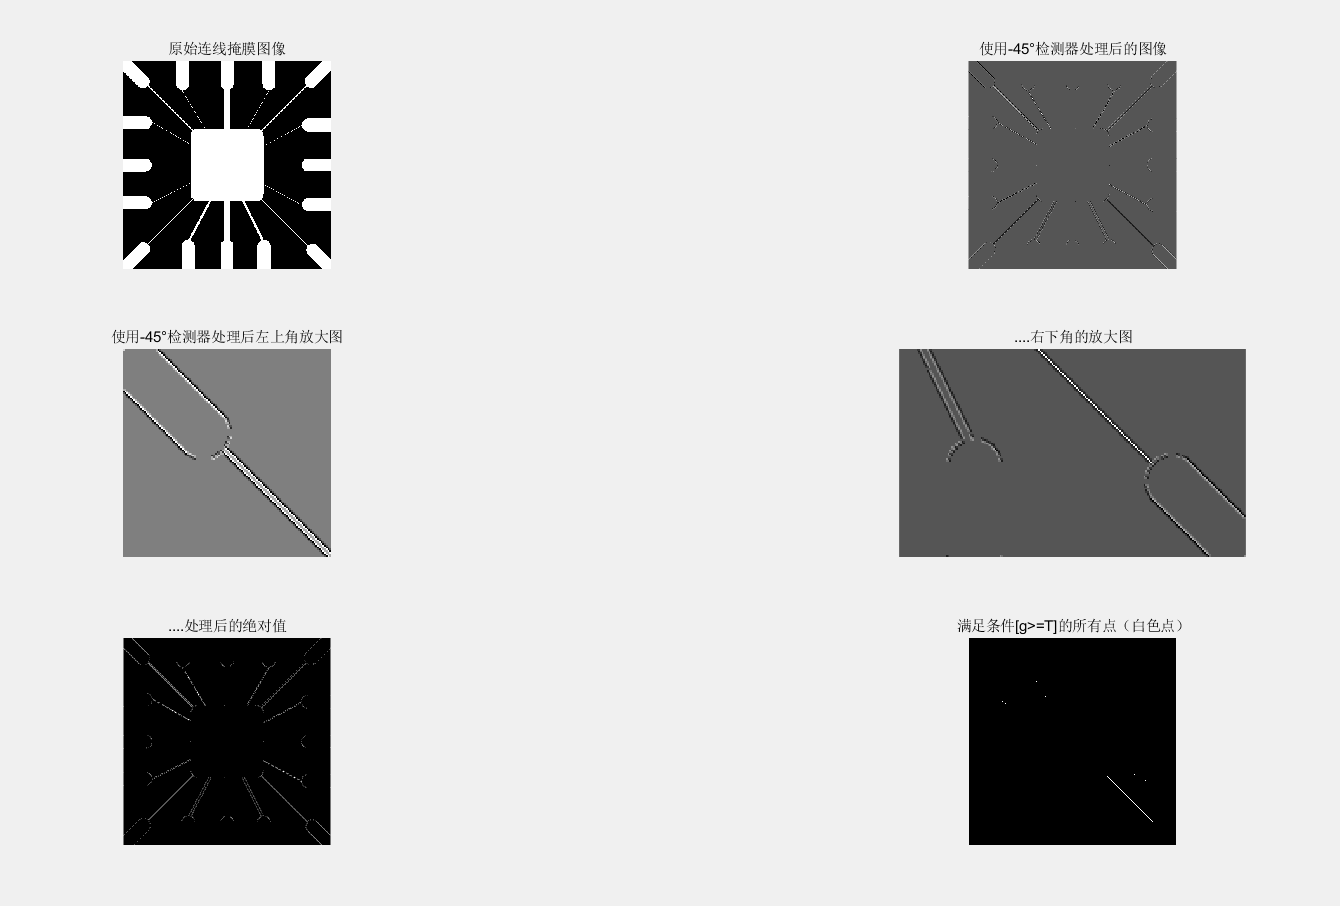 原始连线掩膜图像
使用-45°检测器处理后的图像
使用-45°检测器处理后左上角放大图
....右下角的放大图
....处理后的绝对值
满足条件[g>=T]的所有点（白色点）